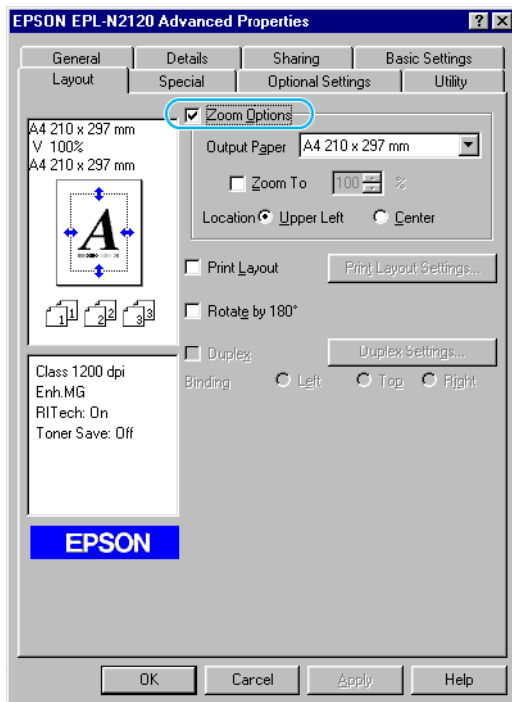 EPSON EPL-N2120 Advanced Properties
General Details Sharing Basic Settings
Layout Special Optional Settings Utility
A4 210 x 297 mm
V 100%
A4 210 x 297 mm
A
1 1 2 2 3 3
Class 1200 dpi
Enh.MG
RITech: On
Toner Save: Off
EPSON
Zoom Options
Output Paper A4 210 x 297 mm
Zoom To 100 %
Location Upper Left Center
Print Layout Print Layout Settings...
Rotate by 180°
Duplex Duplex Settings...
Binding Left Top Right
OK Cancel Apply Help